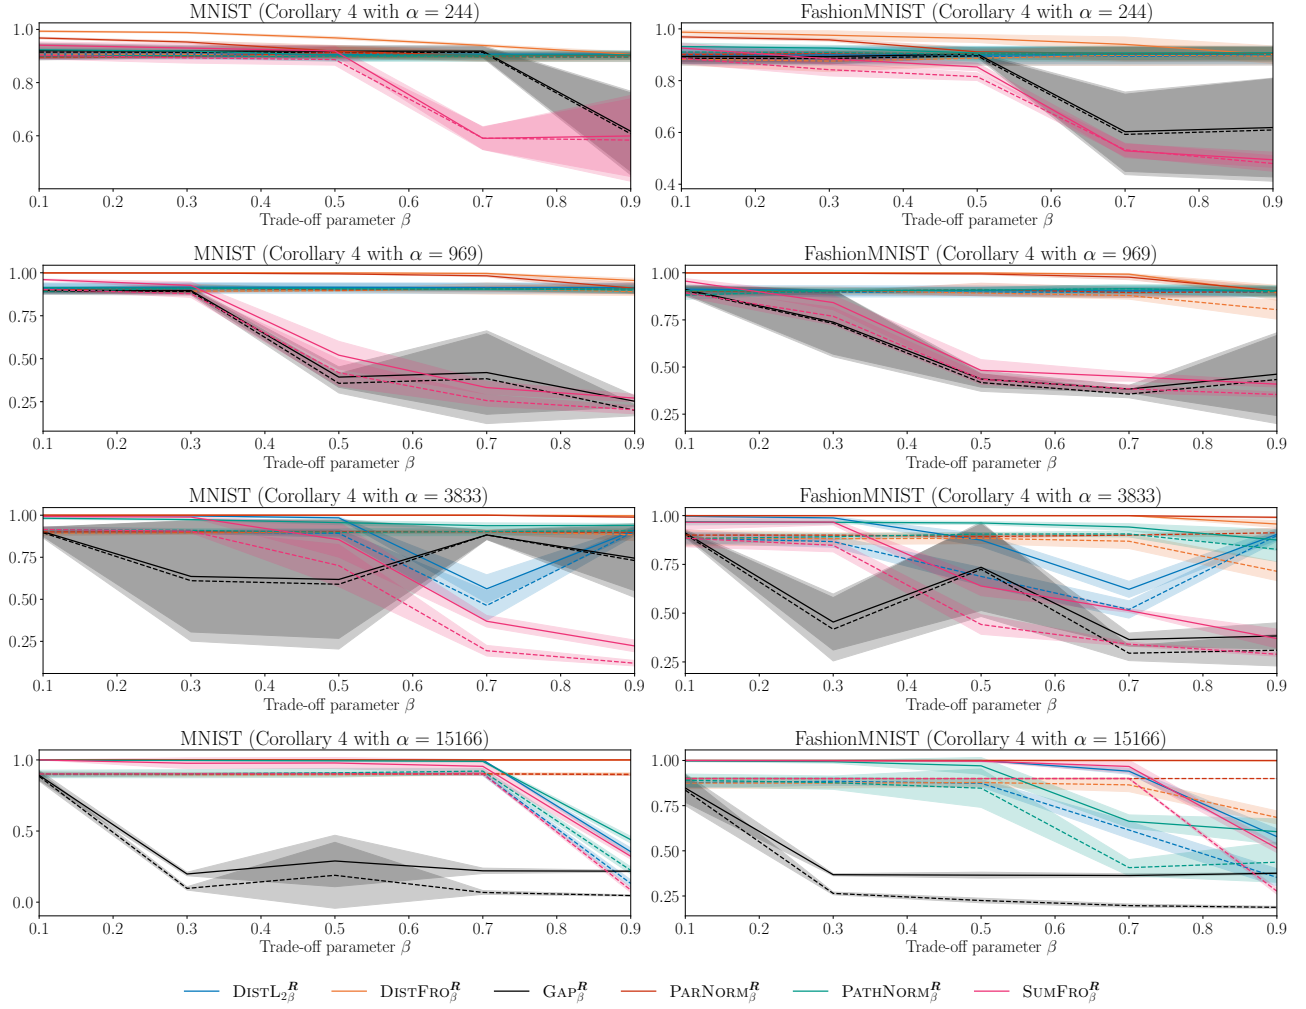 MNIST (Corollary 4 with α = 244)
1.0
0.8
0.6
0.1 0.2 0.3 0.4 0.5 0.6 0.7 0.8 0.9
Trade-off parameter β
FashionMNIST (Corollary 4 with α = 244)
1.0
0.8
0.6
0.4
0.1 0.2 0.3 0.4 0.5 0.6 0.7 0.8 0.9
Trade-off parameter β
MNIST (Corollary 4 with α = 969)
1.00
0.75
0.50
0.25
0.1 0.2 0.3 0.4 0.5 0.6 0.7 0.8 0.9
Trade-off parameter β
FashionMNIST (Corollary 4 with α = 969)
1.00
0.75
0.50
0.25
0.1 0.2 0.3 0.4 0.5 0.6 0.7 0.8 0.9
Trade-off parameter β
MNIST (Corollary 4 with α = 3833)
1.00
0.75
0.50
0.25
0.1 0.2 0.3 0.4 0.5 0.6 0.7 0.8 0.9
Trade-off parameter β
FashionMNIST (Corollary 4 with α = 3833)
1.00
0.75
0.50
0.25
0.1 0.2 0.3 0.4 0.5 0.6 0.7 0.8 0.9
Trade-off parameter β
MNIST (Corollary 4 with α = 15166)
1.0
0.5
0.0
0.1 0.2 0.3 0.4 0.5 0.6 0.7 0.8 0.9
Trade-off parameter β
FashionMNIST (Corollary 4 with α = 15166)
1.00
0.75
0.50
0.25
0.1 0.2 0.3 0.4 0.5 0.6 0.7 0.8 0.9
Trade-off parameter β
DistL₂ᴿβ DistFroᴿβ Gapᴿβ ParNormᴿβ PathNormᴿβ SumFroᴿβ